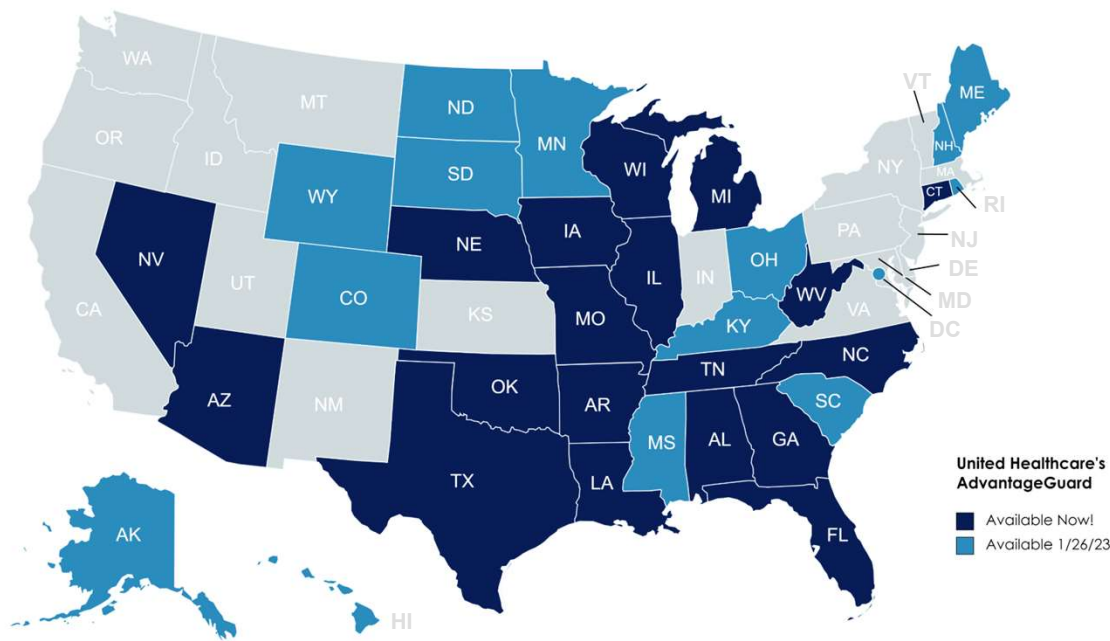 WA
OR
CA
ID
NV
AZ
MT
WY
UT
CO
NM
ND
SD
NE
KS
OK
TX
MN
IA
MO
AR
LA
WI
IL
MS
MI
IN
KY
TN
AL
OH
WV
GA
FL
SC
NC
VA
PA
NY
VT
NH
ME
MA
CT
RI
NJ
DE
MD
DC
AK
HI
United Healthcare's
AdvantageGuard
Available Now!
Available 1/26/23